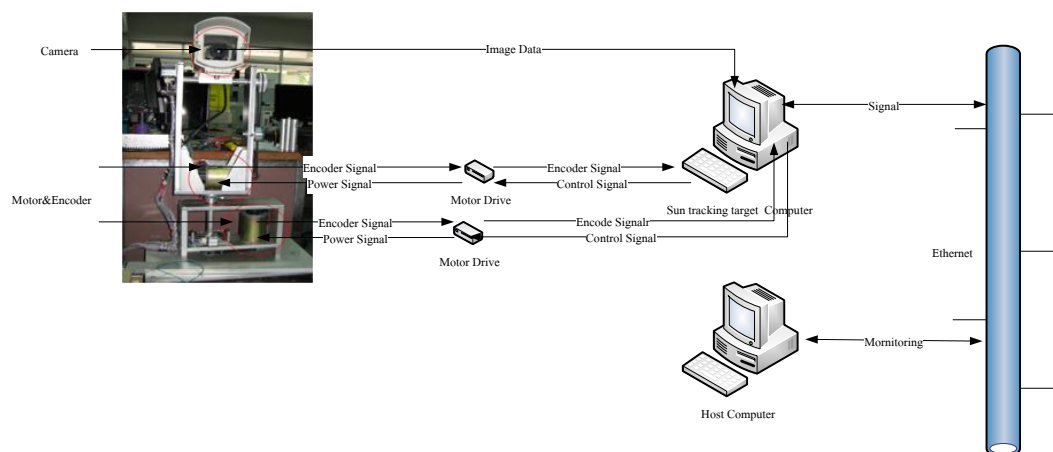 Camera
Image Data
Signal
Encoder Signal
Encoder Signal
Power Signal
Control Signal
Motor Drive
Motor&Encoder
Sun tracking target Computer
Encoder Signal
Encode Signalr
Power Signal
Control Signal
Motor Drive
Ethernet
Mornitoring
Host Computer